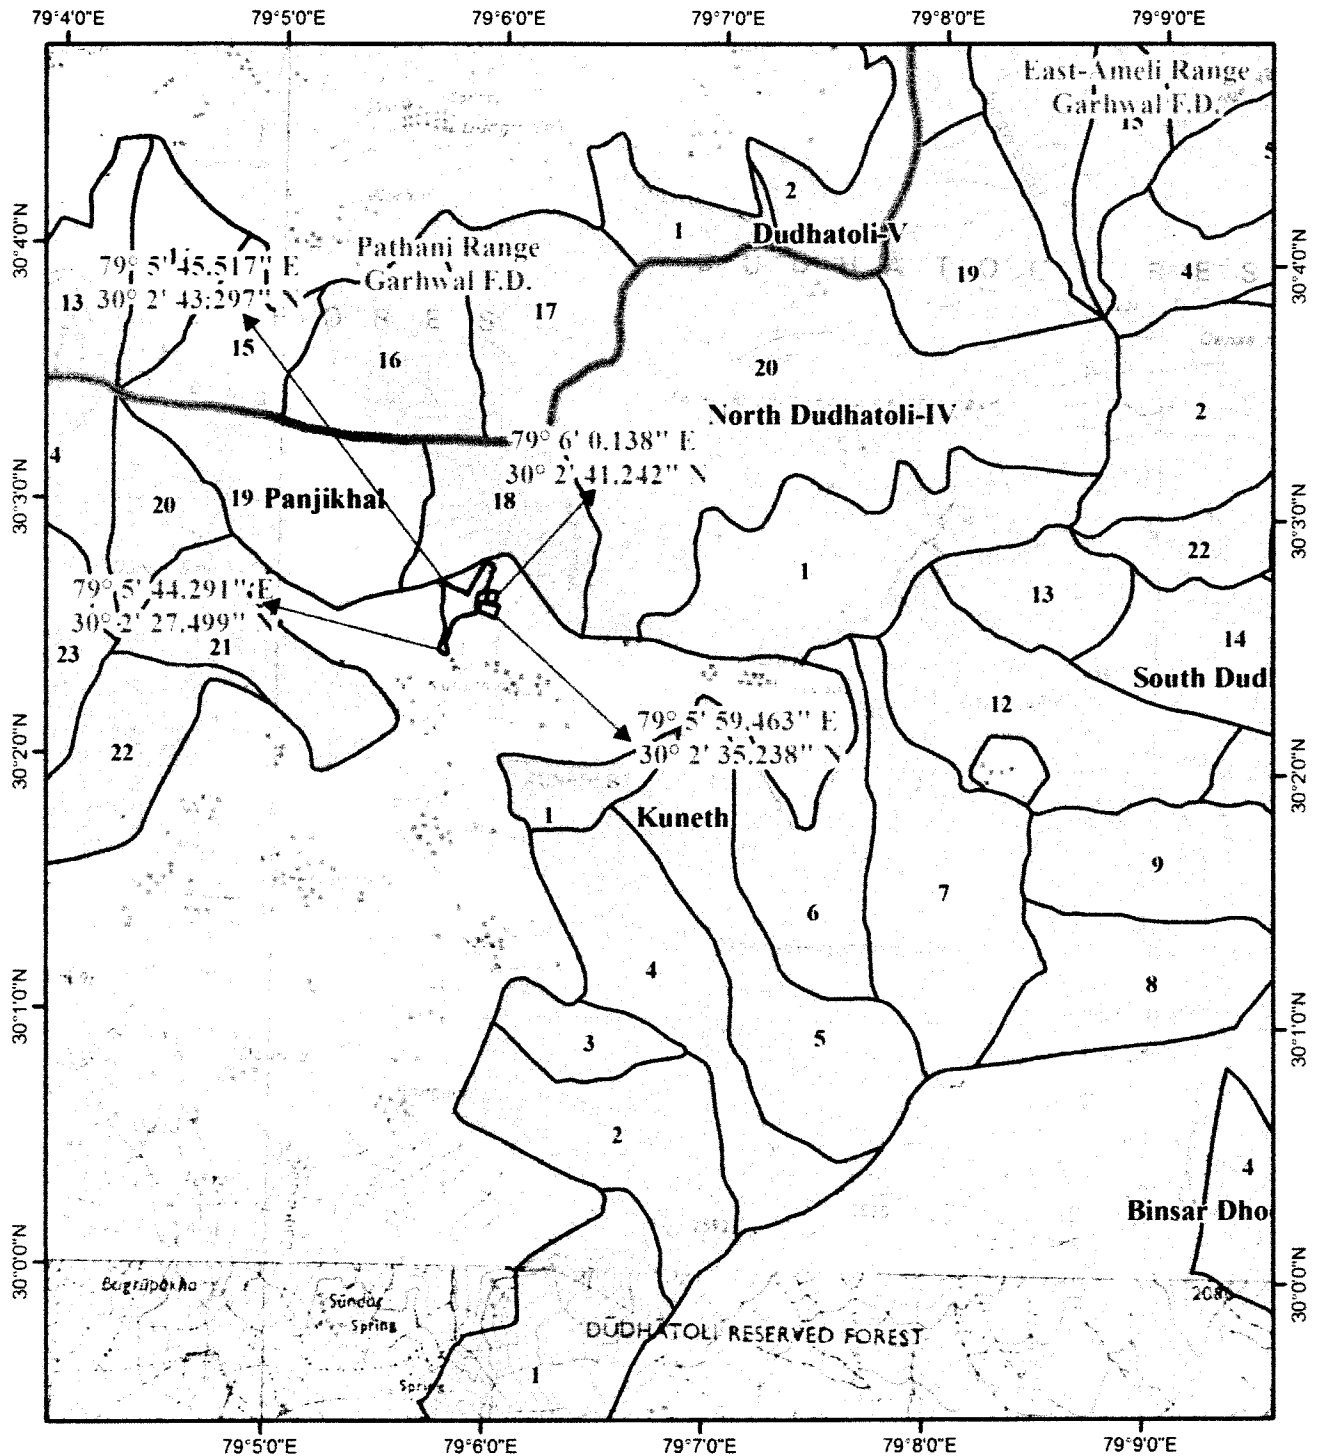 79°4'0"E 79°5'0"E 79°6'0"E 79°7'0"E 79°8'0"E 79°9'0"E
East-Ameli Range
Garhwal F.D.
15
5
2
1
Dudhatoli-V
30°4'0"N
30°4'0"N
Pathani Range
Garhwal F.D.
79° 5' 45.517" E
30° 2' 43.297" N
13
19
4
17
15
16
20
North Dudhatoli-IV
2
79° 6' 0.138" E
30° 2' 41.242" N
4
20
19
Panjikhal
18
30°3'0"N
30°3'0"N
22
1
13
79° 5' 44.291" E
30° 2' 27.499" N
23
21
14
South Dud
12
79° 5' 59.463" E
30° 2' 35.238" N
22
30°2'0"N
30°2'0"N
1
Kuneth
9
7
6
4
8
30°1'0"N
30°1'0"N
3
5
2
4
Binsar Dho
30°0'0"N
30°0'0"N
Sundar
Spring
DŪDHĀTOLI RESERVED FOREST
Spring
1
79°5'0"E 79°6'0"E 79°7'0"E 79°8'0"E 79°9'0"E